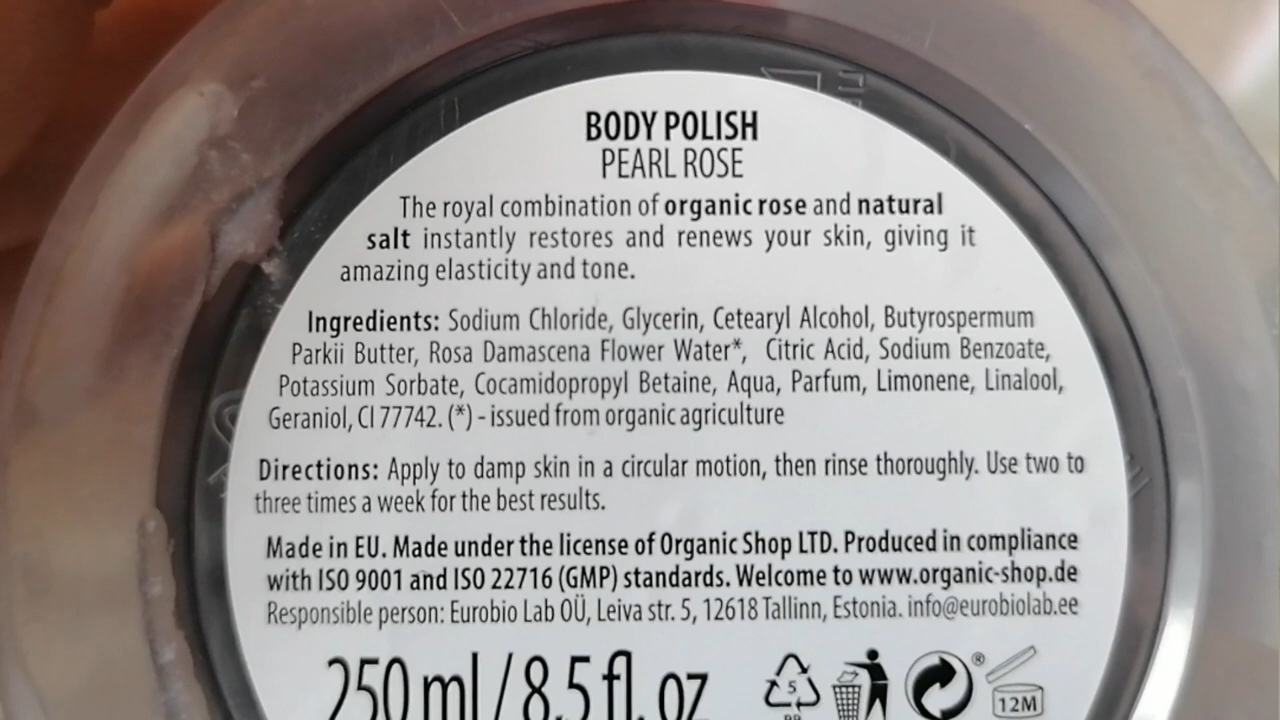 BODY POLISH
PEARL ROSE
The royal combination of organic rose and natural
salt instantly restores and renews your skin, giving it
amazing elasticity and tone.
Ingredients: Sodium Chloride, Glycerin, Cetearyl Alcohol, Butyrospermum
Parkii Butter, Rosa Damascena Flower Water*, Citric Acid, Sodium Benzoate,
Potassium Sorbate, Cocamidopropyl Betaine, Aqua, Parfum, Limonene, Linalool,
Geraniol, CI 77742. (*) - issued from organic agriculture
Directions: Apply to damp skin in a circular motion, then rinse thoroughly. Use two to
three times a week for the best results.
Made in EU. Made under the license of Organic Shop LTD. Produced in compliance
with ISO 9001 and ISO 22716 (GMP) standards. Welcome to www.organic-shop.de
Responsible person: Eurobio Lab OÜ, Leiva str. 5, 12618 Tallinn, Estonia. info@eurobiolab.ee
250 ml / 8.5 fl. oz
5
PP
®
12M